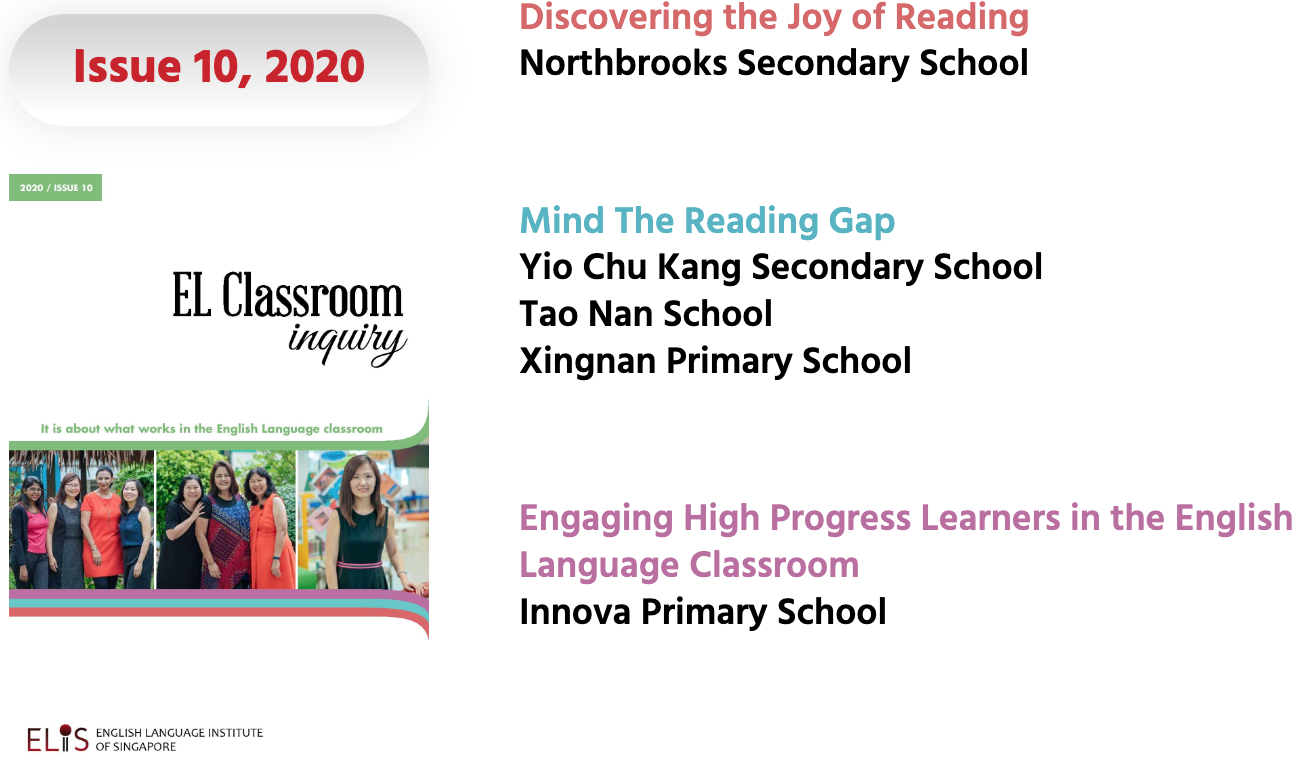 Issue 10, 2020
2020 / ISSUE 10
EL Classroom
inquiry
It is about what works in the English Language classroom
ELiS
ENGLISH LANGUAGE INSTITUTE
OF SINGAPORE
Discovering the Joy of Reading
Northbrooks Secondary School
Mind The Reading Gap
Yio Chu Kang Secondary School
Tao Nan School
Xingnan Primary School
Engaging High Progress Learners in the English
Language Classroom
Innova Primary School